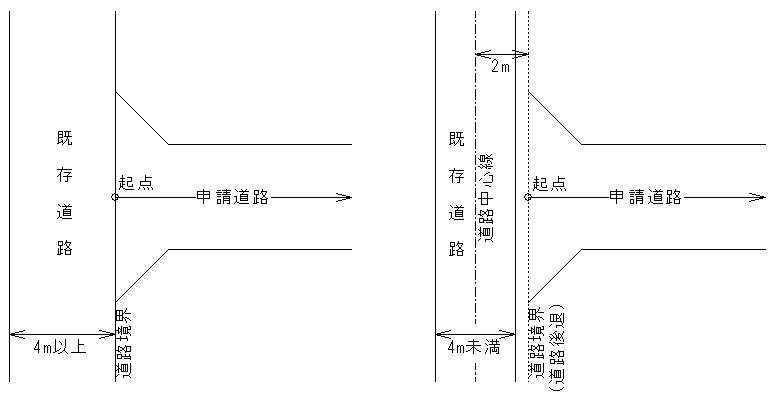 既存道路
起点
申請道路
4m以上
道路境界
2m
既存道路
道路中心線
起点
申請道路
4m未満
道路境界
(道路後退)